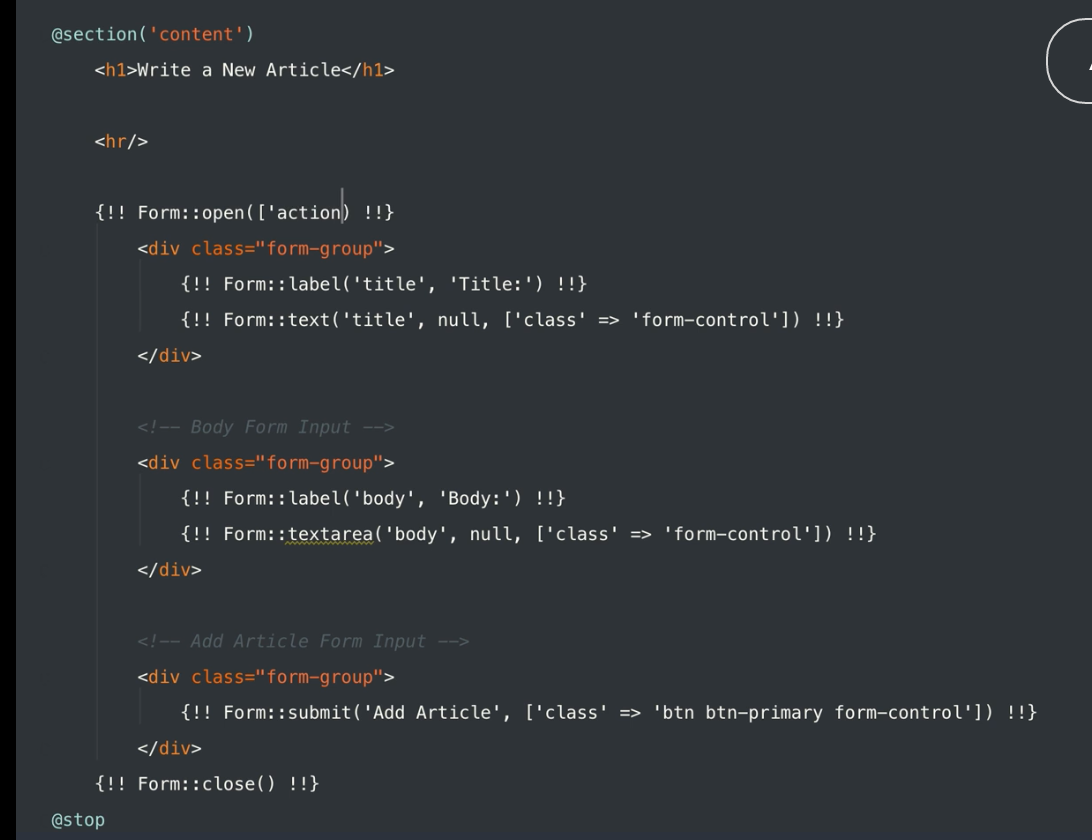 @section('content')
<h1>Write a New Article</h1>
<hr/>
{!! Form::open(['action) !!}
<div class="form-group">
{!! Form::label('title', 'Title:') !!}
{!! Form::text('title', null, ['class' => 'form-control']) !!}
</div>
<!-- Body Form Input -->
<div class="form-group">
{!! Form::label('body', 'Body:') !!}
{!! Form::textarea('body', null, ['class' => 'form-control']) !!}
</div>
<!-- Add Article Form Input -->
<div class="form-group">
{!! Form::submit('Add Article', ['class' => 'btn btn-primary form-control']) !!}
</div>
{!! Form::close() !!}
@stop